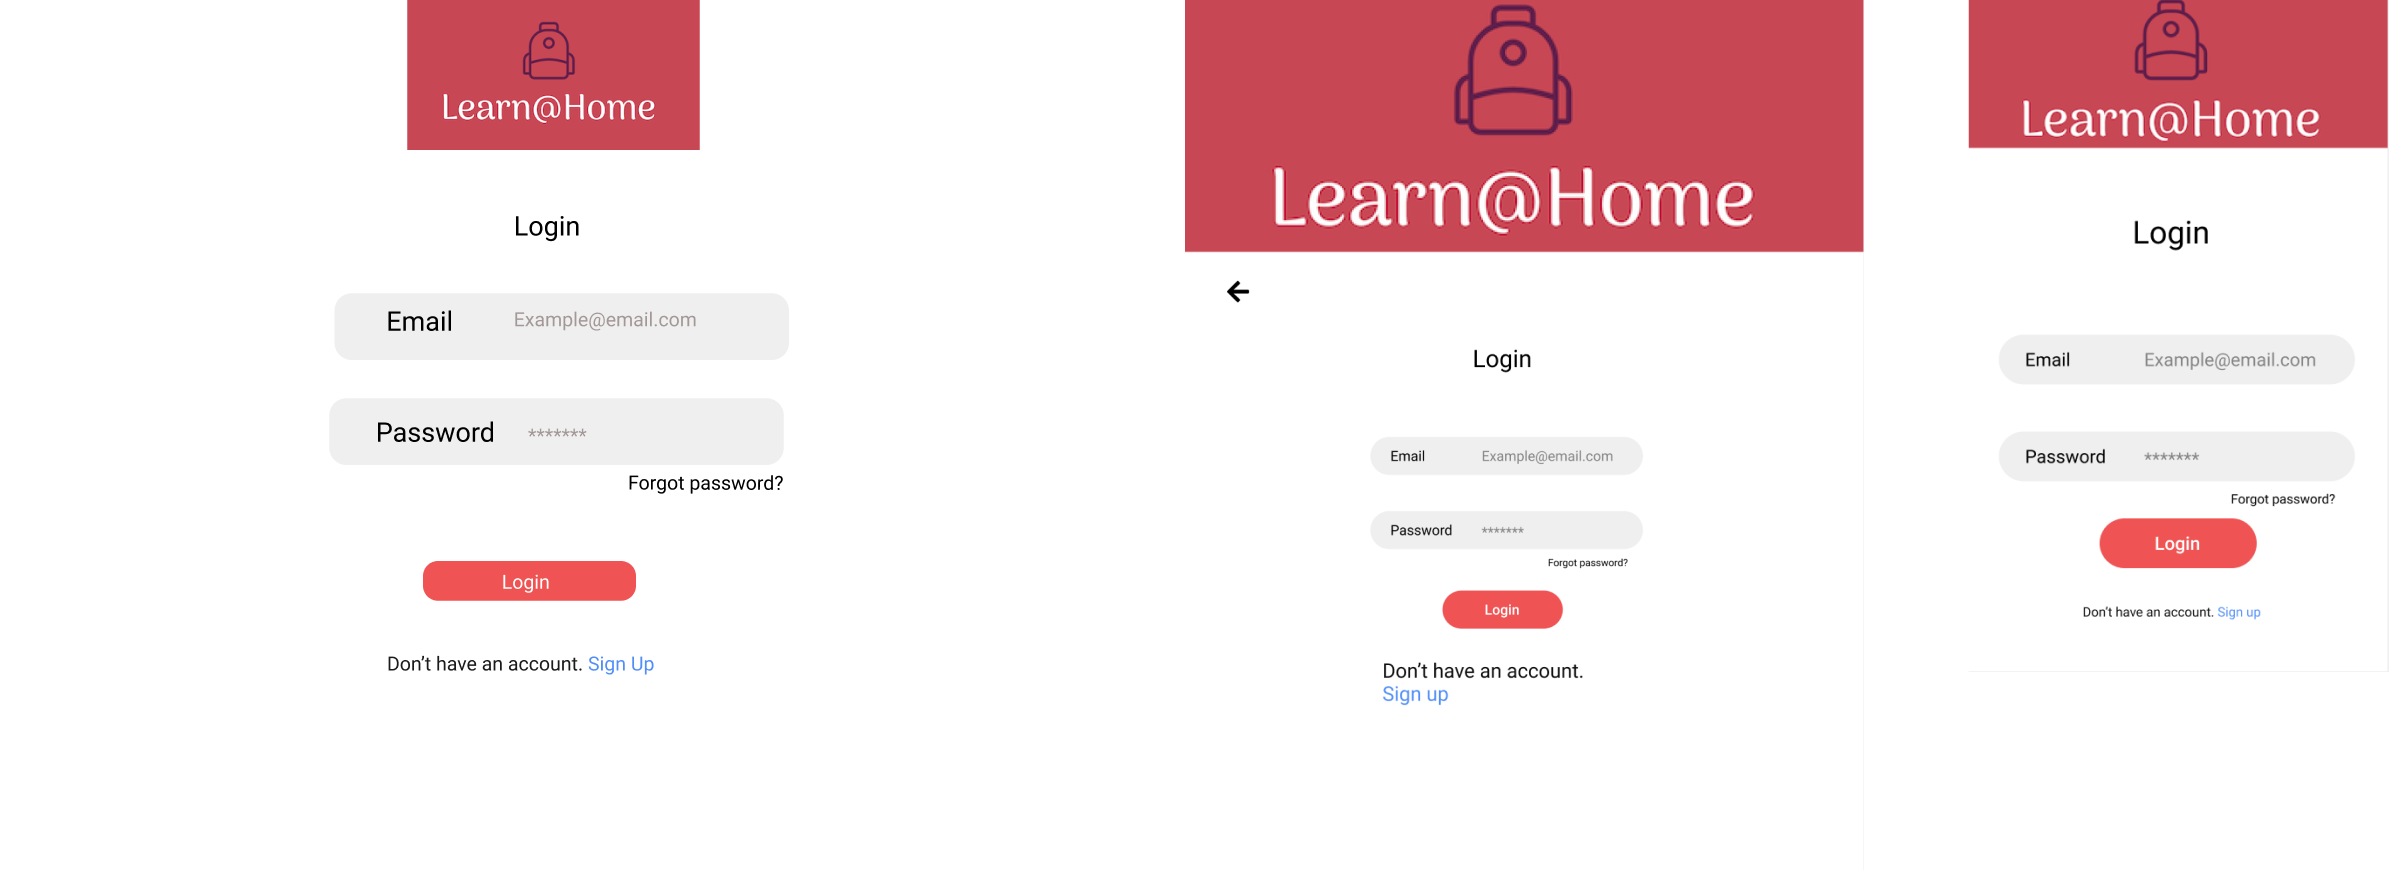 Learn@Home
Login
Email Example@email.com
Password *******
Forgot password?
Login
Don’t have an account. Sign Up
Learn@Home
Login
Email Example@email.com
Password *******
Forgot password?
Login
Don’t have an account.
Sign up
Learn@Home
Login
Email Example@email.com
Password *******
Forgot password?
Login
Don't have an account. Sign up